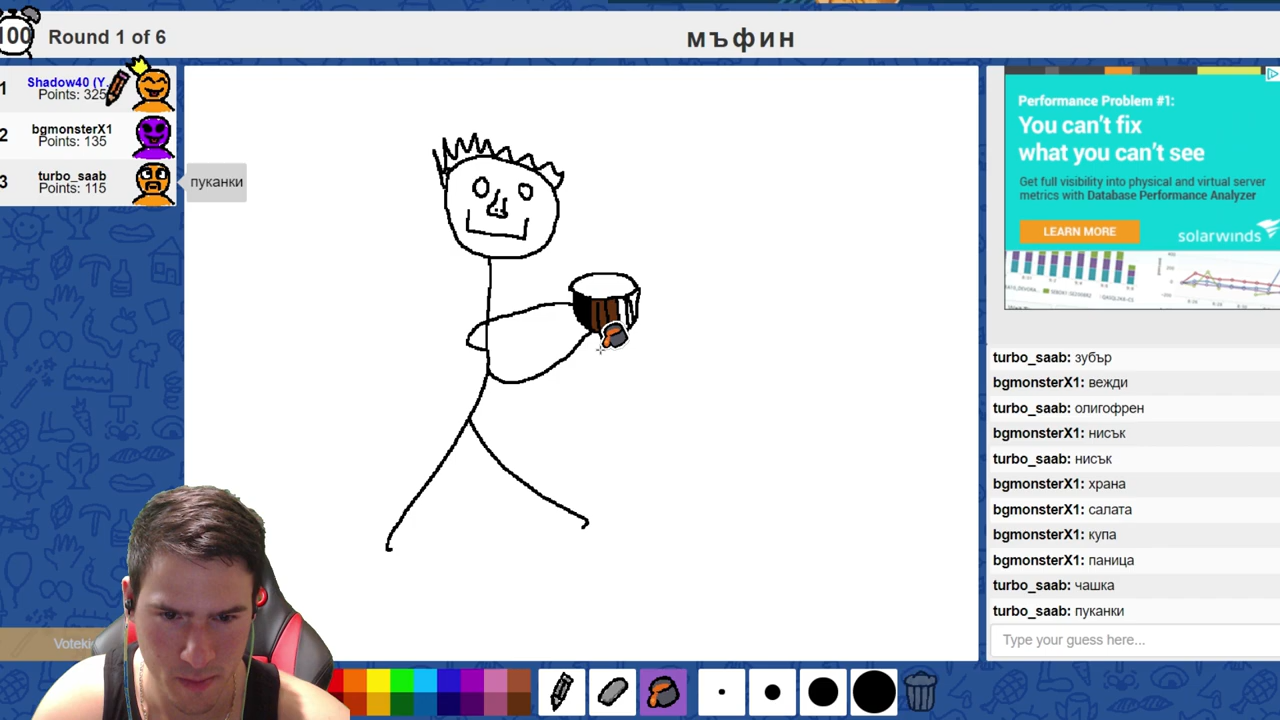 100
Round 1 of 6
мъфин
1
Shadow40 (Y
Points: 325
2
bgmonsterX1
Points: 135
3
turbo_saab
Points: 115
пуканки
Performance Problem #1:
You can't fix
what you can't see
Get full visibility into physical and virtual server
metrics with Database Performance Analyzer
LEARN MORE
solarwinds
turbo_saab: зубър
bgmonsterX1: вежди
turbo_saab: олигофрен
bgmonsterX1: нисък
turbo_saab: нисък
bgmonsterX1: храна
bgmonsterX1: салата
bgmonsterX1: купа
bgmonsterX1: паница
turbo_saab: чашка
turbo_saab: пуканки
Type your guess here...
Voteki